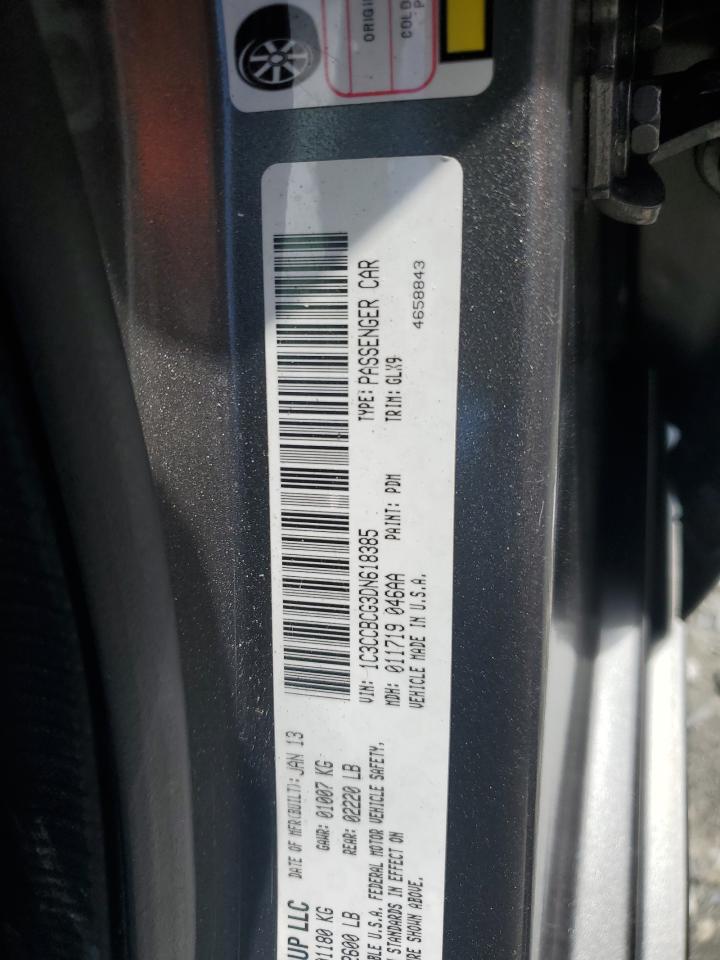 ORIGI
COLD
P
UP LLC
DATE OF MFR(BUILT): JAN 13
1180 KG
GAWR: 01007 KG
2600 LB
REAR: 02220 LB
BLE U.S.A. FEDERAL MOTOR VEHICLE SAFETY,
STANDARDS IN EFFECT ON
RE SHOWN ABOVE.
VIN: 1C3CCBCG3DN618385
TYPE: PASSENGER CAR
MDH: 011719 046AA
PAINT: PDM
TRIM: GLX9
VEHICLE MADE IN U.S.A.
4658843